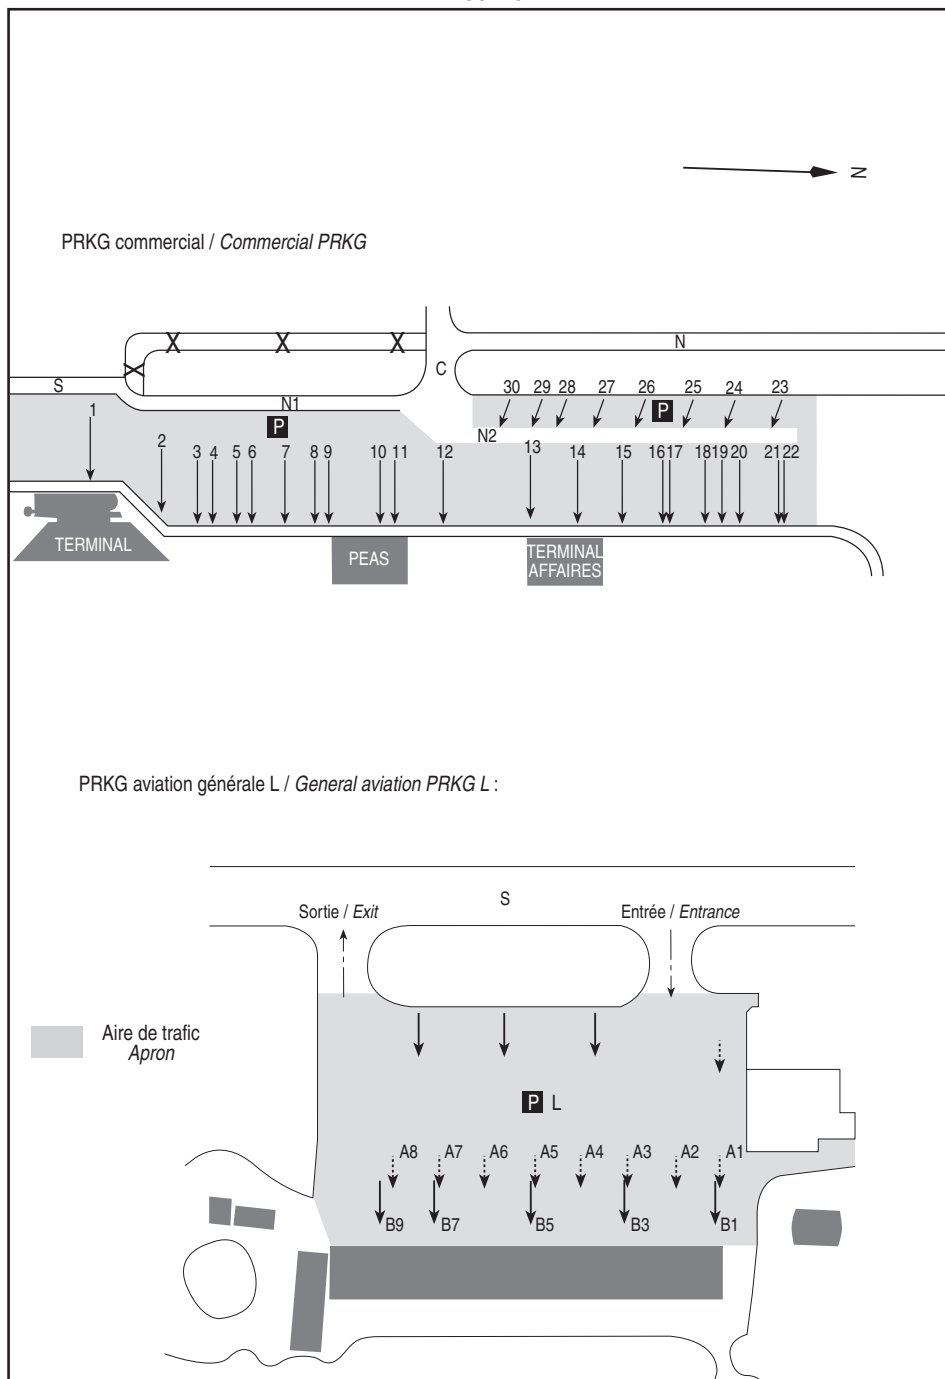 N
PRKG commercial / Commercial PRKG
X X X
N
X
C
S
30 29 28 27 26 25 24 23
1
N1
P
P
N2
2 3 4 5 6 7 8 9 10 11 12 13 14 15 16 17 18 19 20 21 22
TERMINAL
PEAS
TERMINAL
AFFAIRES
PRKG aviation générale L / General aviation PRKG L :
S
Sortie / Exit
Entrée / Entrance
Aire de trafic
Apron
P L
A8 A7 A6 A5 A4 A3 A2 A1
B9 B7 B5 B3 B1